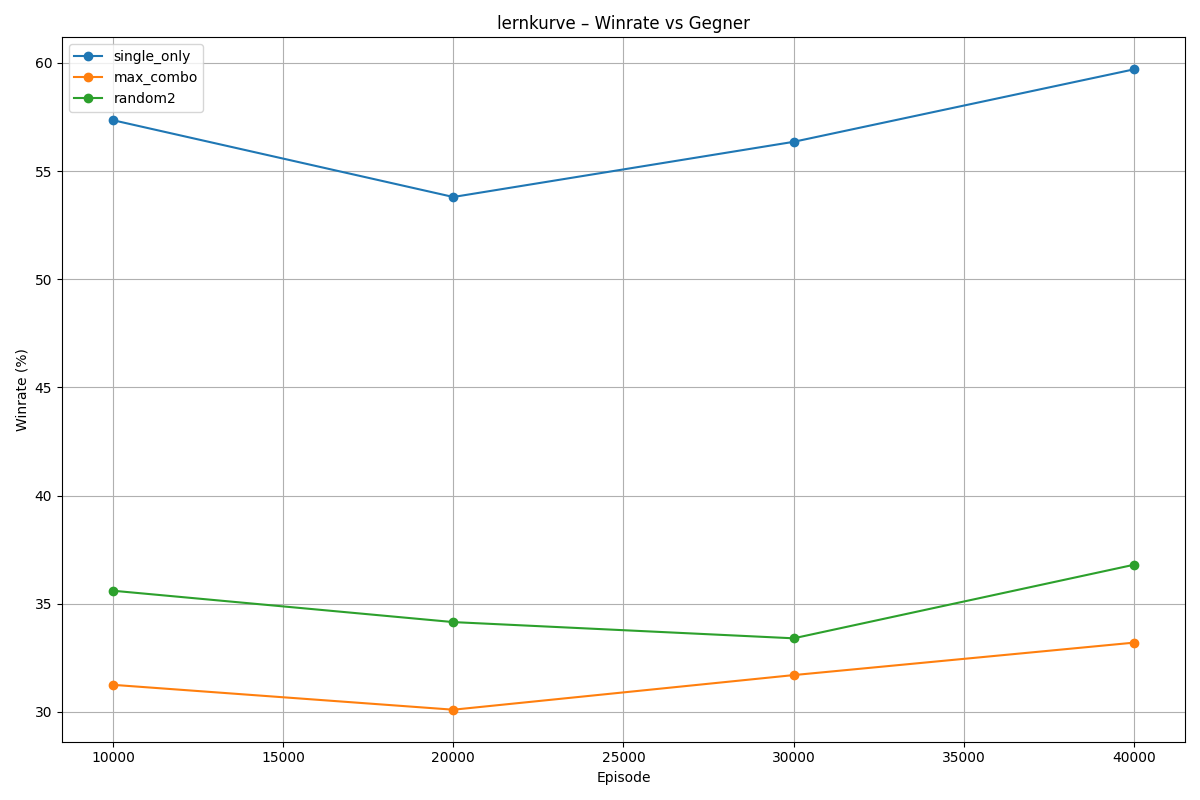 lernkurve – Winrate vs Gegner
single_only
max_combo
random2
Winrate (%)
60
55
50
45
40
35
30
10000 15000 20000 25000 30000 35000 40000
Episode